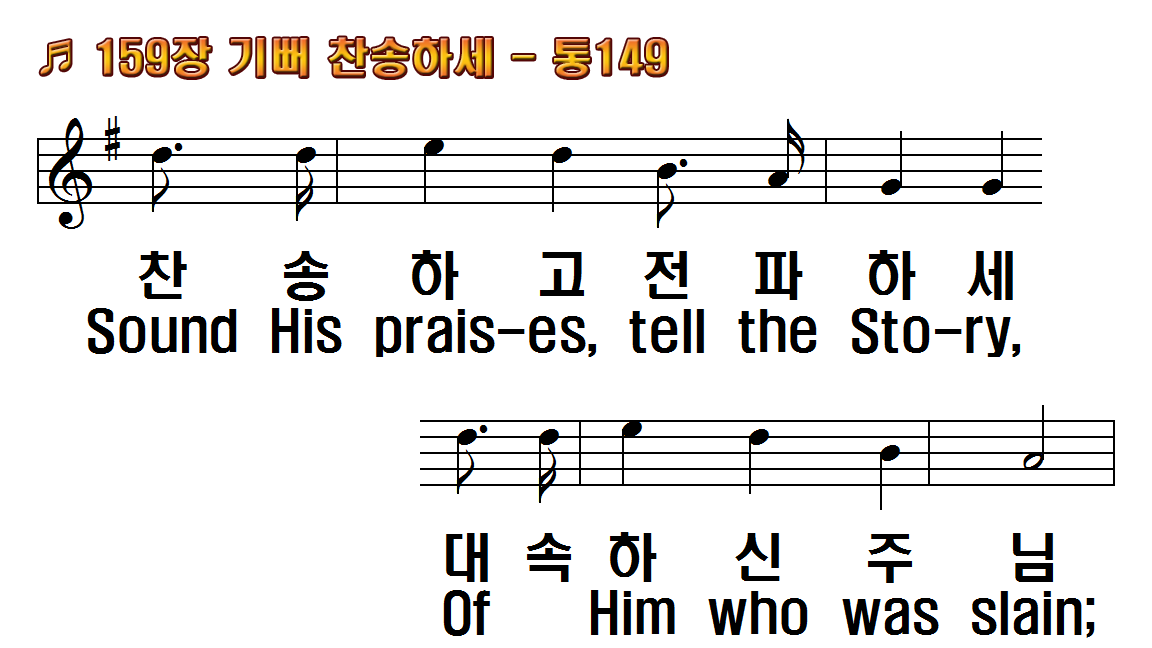 ♬ 159장 기뻐 찬송하세 - 통149
찬 송 하 고 전 파 하 세
Sound His prais-es, tell the Sto-ry,
대 속 하 신 주 님
Of Him who was slain;